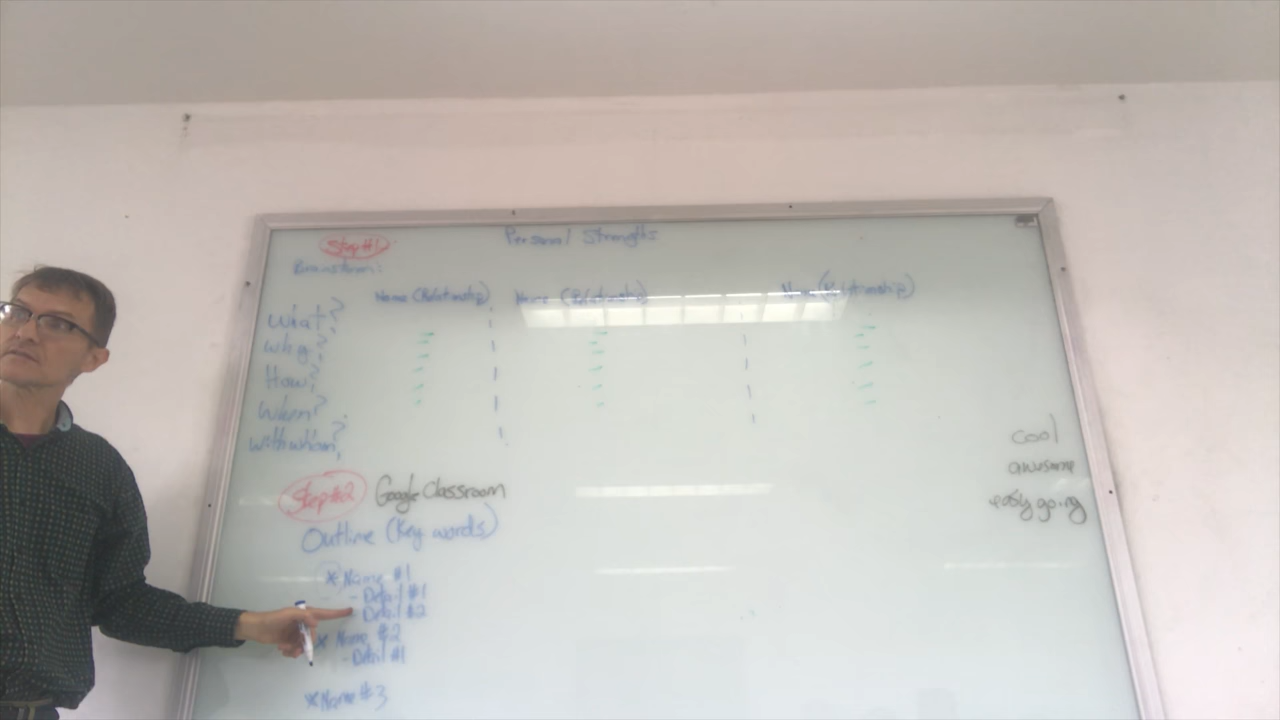 Step #1
Personal Strengths
Brainstorm:
Name (Relationship) Name (Relationship) Name (Relationship)
What?
Why?
How?
When?
With whom?
cool
awesome
easy going
Step #2 Google Classroom
Outline (Key words)
* Name #1
- Detail #1
- Detail #2
* Name #2
- Detail #1
* Name #3